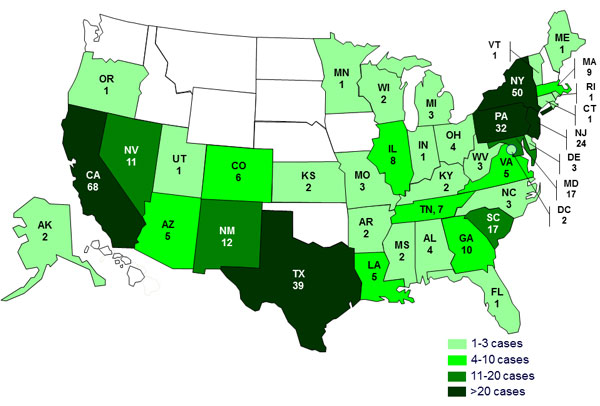 ME
1
VT
1
MA
9
RI
1
CT
1
NJ
24
DE
3
MD
17
DC
2
OR
1
MN
1
WI
2
MI
3
NY
50
PA
32
NV
11
UT
1
CO
6
CA
68
KS
2
MO
3
IL
8
IN
1
OH
4
WV
3
VA
5
KY
2
NC
3
TN, 7
AZ
5
NM
12
AR
2
SC
17
MS
2
AL
4
GA
10
AK
2
TX
39
LA
5
FL
1
1-3 cases
4-10 cases
11-20 cases
>20 cases